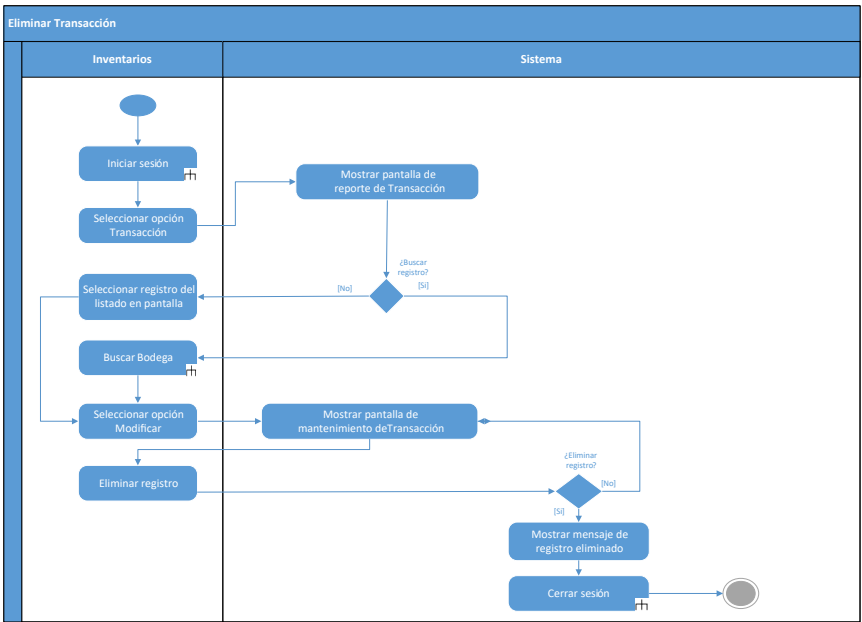 Eliminar Transacción
Inventarios
Sistema
Iniciar sesión
Mostrar pantalla de
reporte de Transacción
Seleccionar opción
Transacción
¿Buscar
registro?
[No]
[Si]
Seleccionar registro del
listado en pantalla
Buscar Bodega
Seleccionar opción
Modificar
Mostrar pantalla de
mantenimiento deTransacción
¿Eliminar
registro?
Eliminar registro
[No]
[Si]
Mostrar mensaje de
registro eliminado
Cerrar sesión